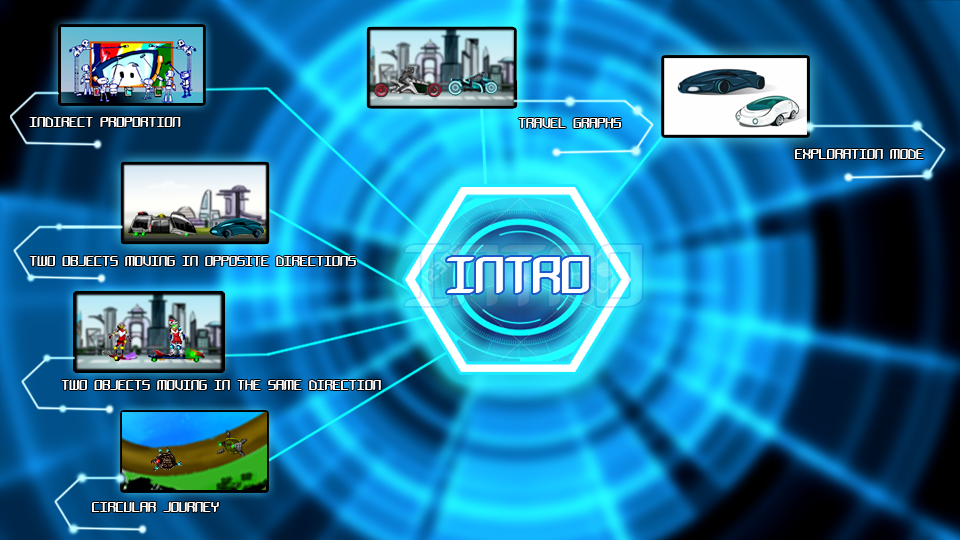 INDIRECT PROPORTION
TRAVEL GRAPHS
EXPLORATION MODE
TWO OBJECTS MOVING IN OPPOSITE DIRECTIONS
INTRO
TWO OBJECTS MOVING IN THE SAME DIRECTION
CIRCULAR JOURNEY